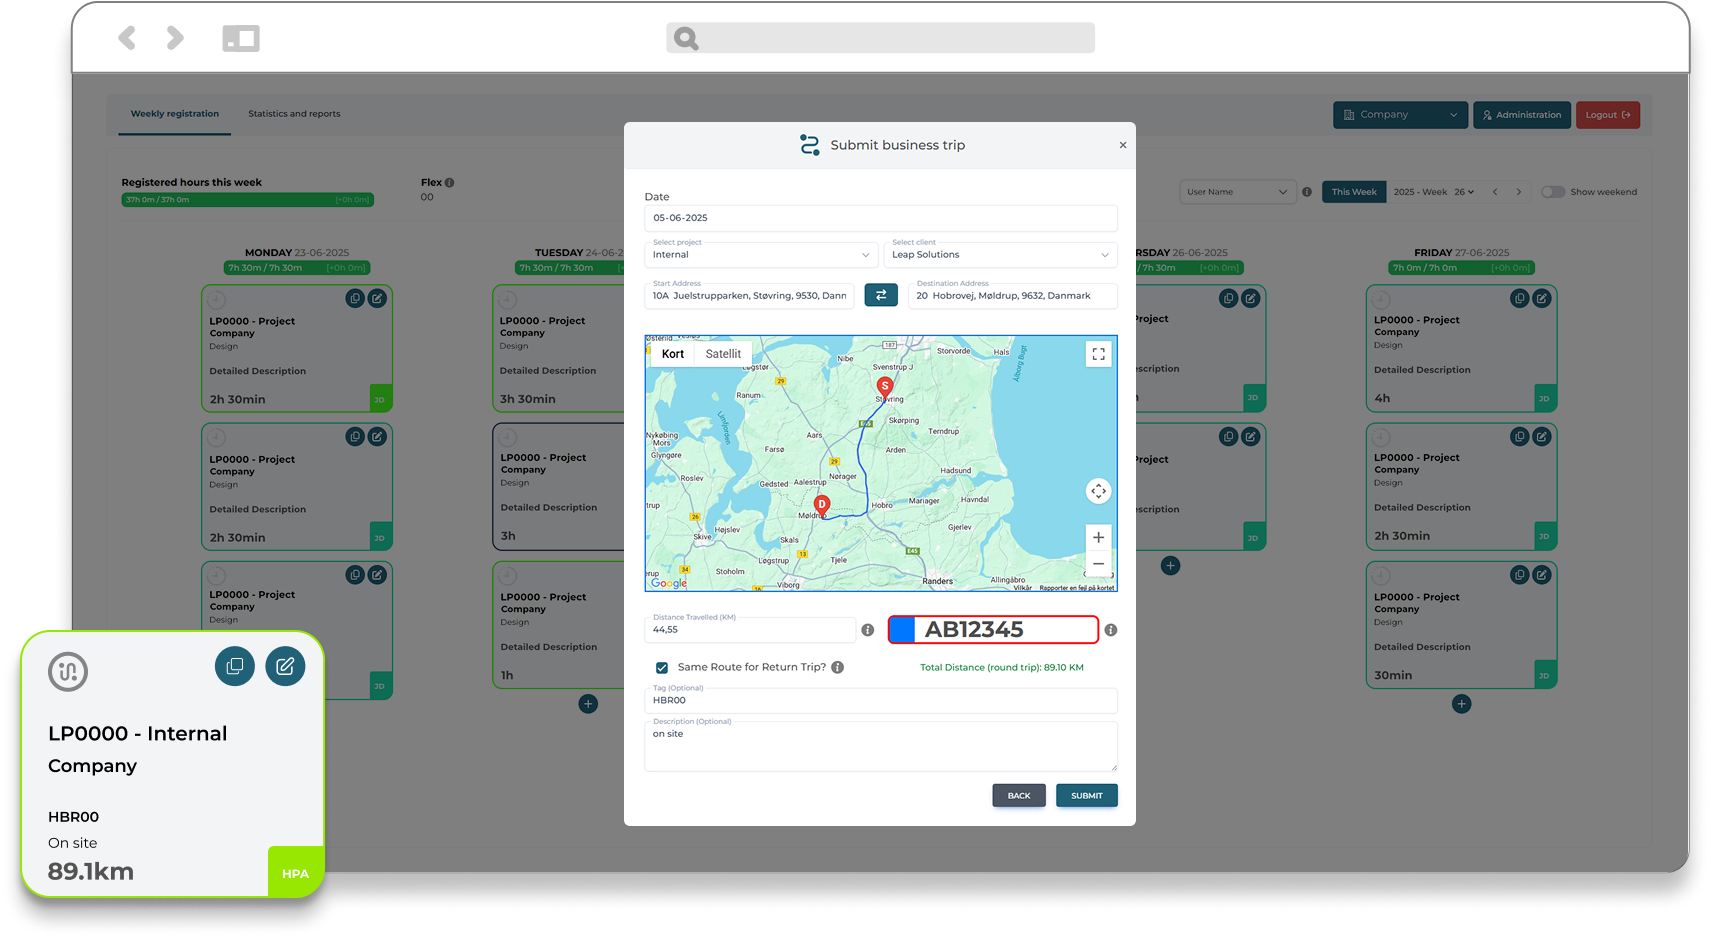 Weekly registration
Statistics and reports
Company
Administration
Logout
Submit business trip
Registered hours this week
37h 0m / 37h 0m
[+0h 0m]
Flex
00
User Name
This Week
2025 - Week 26
Show weekend
MONDAY 23-06-2025
7h 30m / 7h 30m
[+0h 0m]
LP0000 - Project
Company
Design
Detailed Description
2h 30min
JD
LP0000 - Project
Company
Design
Detailed Description
2h 30min
JD
LP0000 - Project
Company
Design
JD
TUESDAY 24-06-2
7h 30m / 7h 30m
LP0000 - Project
Company
Design
Detailed Description
3h 30min
LP0000 - Project
Company
Design
Detailed Description
3h
LP0000 - Project
Company
Design
Detailed Description
1h
Date
05-06-2025
Select project
Internal
Select client
Leap Solutions
Start Address
10A Juelstrupparken, Støvring, 9530, Danm
Destination Address
20 Hobrovej, Møldrup, 9632, Danmark
Kort
Satellit
187
Storvorde
Hals
Ålborg Bugt
Nibe
Svenstrup J
Løgstør
29
Ranum
S
Støvring
Limfjorden
E45
Skørping
Terndrup
Nykøbing
Mors
Aars
Glyngøre
Farsø
Arden
29
Hadsund
Roslev
Gedsted
Aalestrup
Nørager
D
Hobro
Mariager
Havndal
Møldrup
26
Højslev
Skive
Skals
Gjerlev
Løgstrup
13
Tjele
E45
34
Stoholm
Viborg
Randers
Allingåbro
16
Vilkår
Rapporter en fejl på kortet
Google
Distance Travelled (KM)
44,55
AB12345
Same Route for Return Trip?
Total Distance (round trip): 89.10 KM
Tag (Optional)
HBR00
Description (Optional)
on site
BACK
SUBMIT
RSDAY 26-06-2025
/ 7h 30m
[+0h 0m]
roject
scription
JD
roject
scription
JD
FRIDAY 27-06-2025
7h 0m / 7h 0m
[+0h 0m]
LP0000 - Project
Company
Design
Detailed Description
4h
JD
LP0000 - Project
Company
Design
Detailed Description
2h 30min
JD
LP0000 - Project
Company
Design
Detailed Description
30min
JD
LP0000 - Internal
Company
HBR00
On site
89.1km
HPA